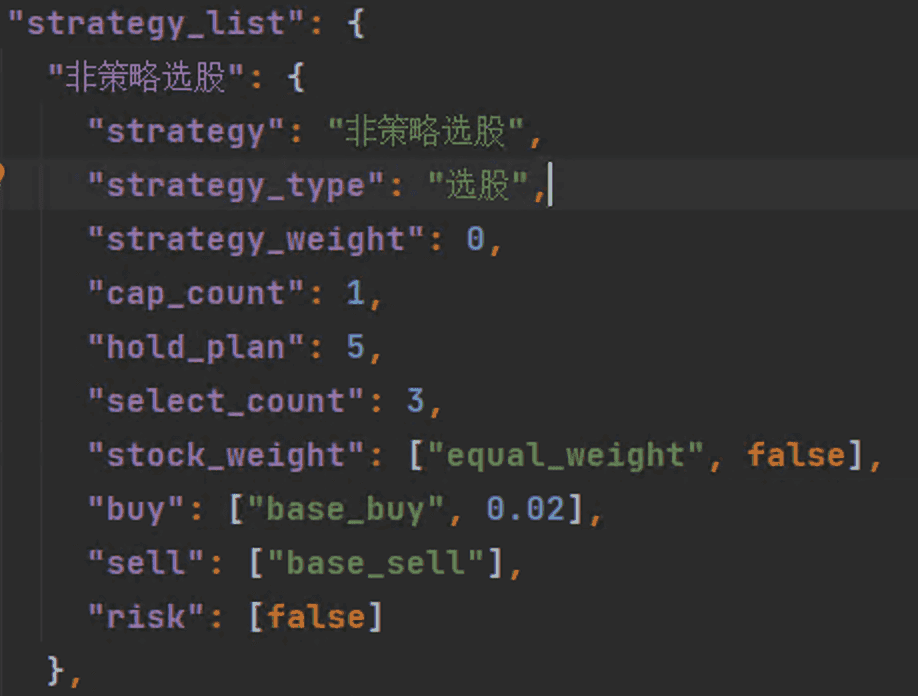 "strategy_list": {
"非策略选股": {
"strategy": "非策略选股",
"strategy_type": "选股",
"strategy_weight": 0,
"cap_count": 1,
"hold_plan": 5,
"select_count": 3,
"stock_weight": ["equal_weight", false],
"buy": ["base_buy", 0.02],
"sell": ["base_sell"],
"risk": [false]
},